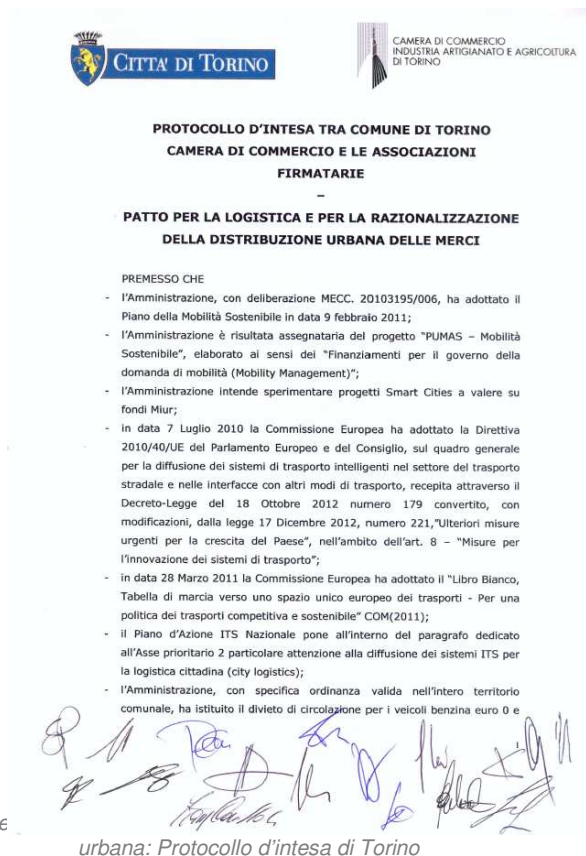 CITTA' DI TORINO
CAMERA DI COMMERCIO
INDUSTRIA ARTIGIANATO E AGRICOLTURA
DI TORINO
PROTOCOLLO D'INTESA TRA COMUNE DI TORINO
CAMERA DI COMMERCIO E LE ASSOCIAZIONI
FIRMATARIE
–
PATTO PER LA LOGISTICA E PER LA RAZIONALIZZAZIONE
DELLA DISTRIBUZIONE URBANA DELLE MERCI
PREMESSO CHE
- l'Amministrazione, con deliberazione MECC. 20103195/006, ha adottato il
Piano della Mobilità Sostenibile in data 9 febbraio 2011;
- l'Amministrazione è risultata assegnataria del progetto "PUMAS – Mobilità
Sostenibile", elaborato ai sensi dei "Finanziamenti per il governo della
domanda di mobilità (Mobility Management)";
- l'Amministrazione intende sperimentare progetti Smart Cities a valere su
fondi Miur;
- in data 7 Luglio 2010 la Commissione Europea ha adottato la Direttiva
2010/40/UE del Parlamento Europeo e del Consiglio, sul quadro generale
per la diffusione dei sistemi di trasporto intelligenti nel settore del trasporto
stradale e nelle interfacce con altri modi di trasporto, recepita attraverso il
Decreto-Legge del 18 Ottobre 2012 numero 179 convertito, con
modificazioni, dalla legge 17 Dicembre 2012, numero 221,"Ulteriori misure
urgenti per la crescita del Paese", nell'ambito dell'art. 8 – "Misure per
l'innovazione dei sistemi di trasporto";
- in data 28 Marzo 2011 la Commissione Europea ha adottato il "Libro Bianco,
Tabella di marcia verso uno spazio unico europeo dei trasporti - Per una
politica dei trasporti competitiva e sostenibile" COM(2011);
- il Piano d'Azione ITS Nazionale pone all'interno del paragrafo dedicato
all'Asse prioritario 2 particolare attenzione alla diffusione dei sistemi ITS per
la logistica cittadina (city logistics);
- l'Amministrazione, con specifica ordinanza valida nell'intero territorio
comunale, ha istituito il divieto di circolazione per i veicoli benzina euro 0 e
e
urbana: Protocollo d'intesa di Torino